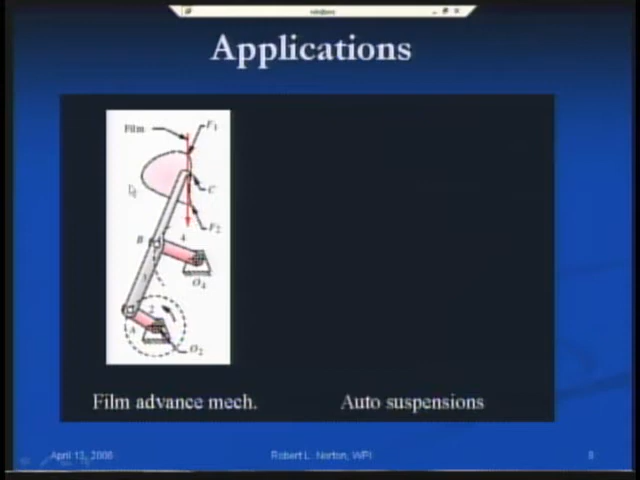 Applications
Film
F1
C
F2
B
4
O4
3
2
A
O2
Film advance mech.
Auto suspensions
April 13, 2006
Robert L. Norton, WPI
8